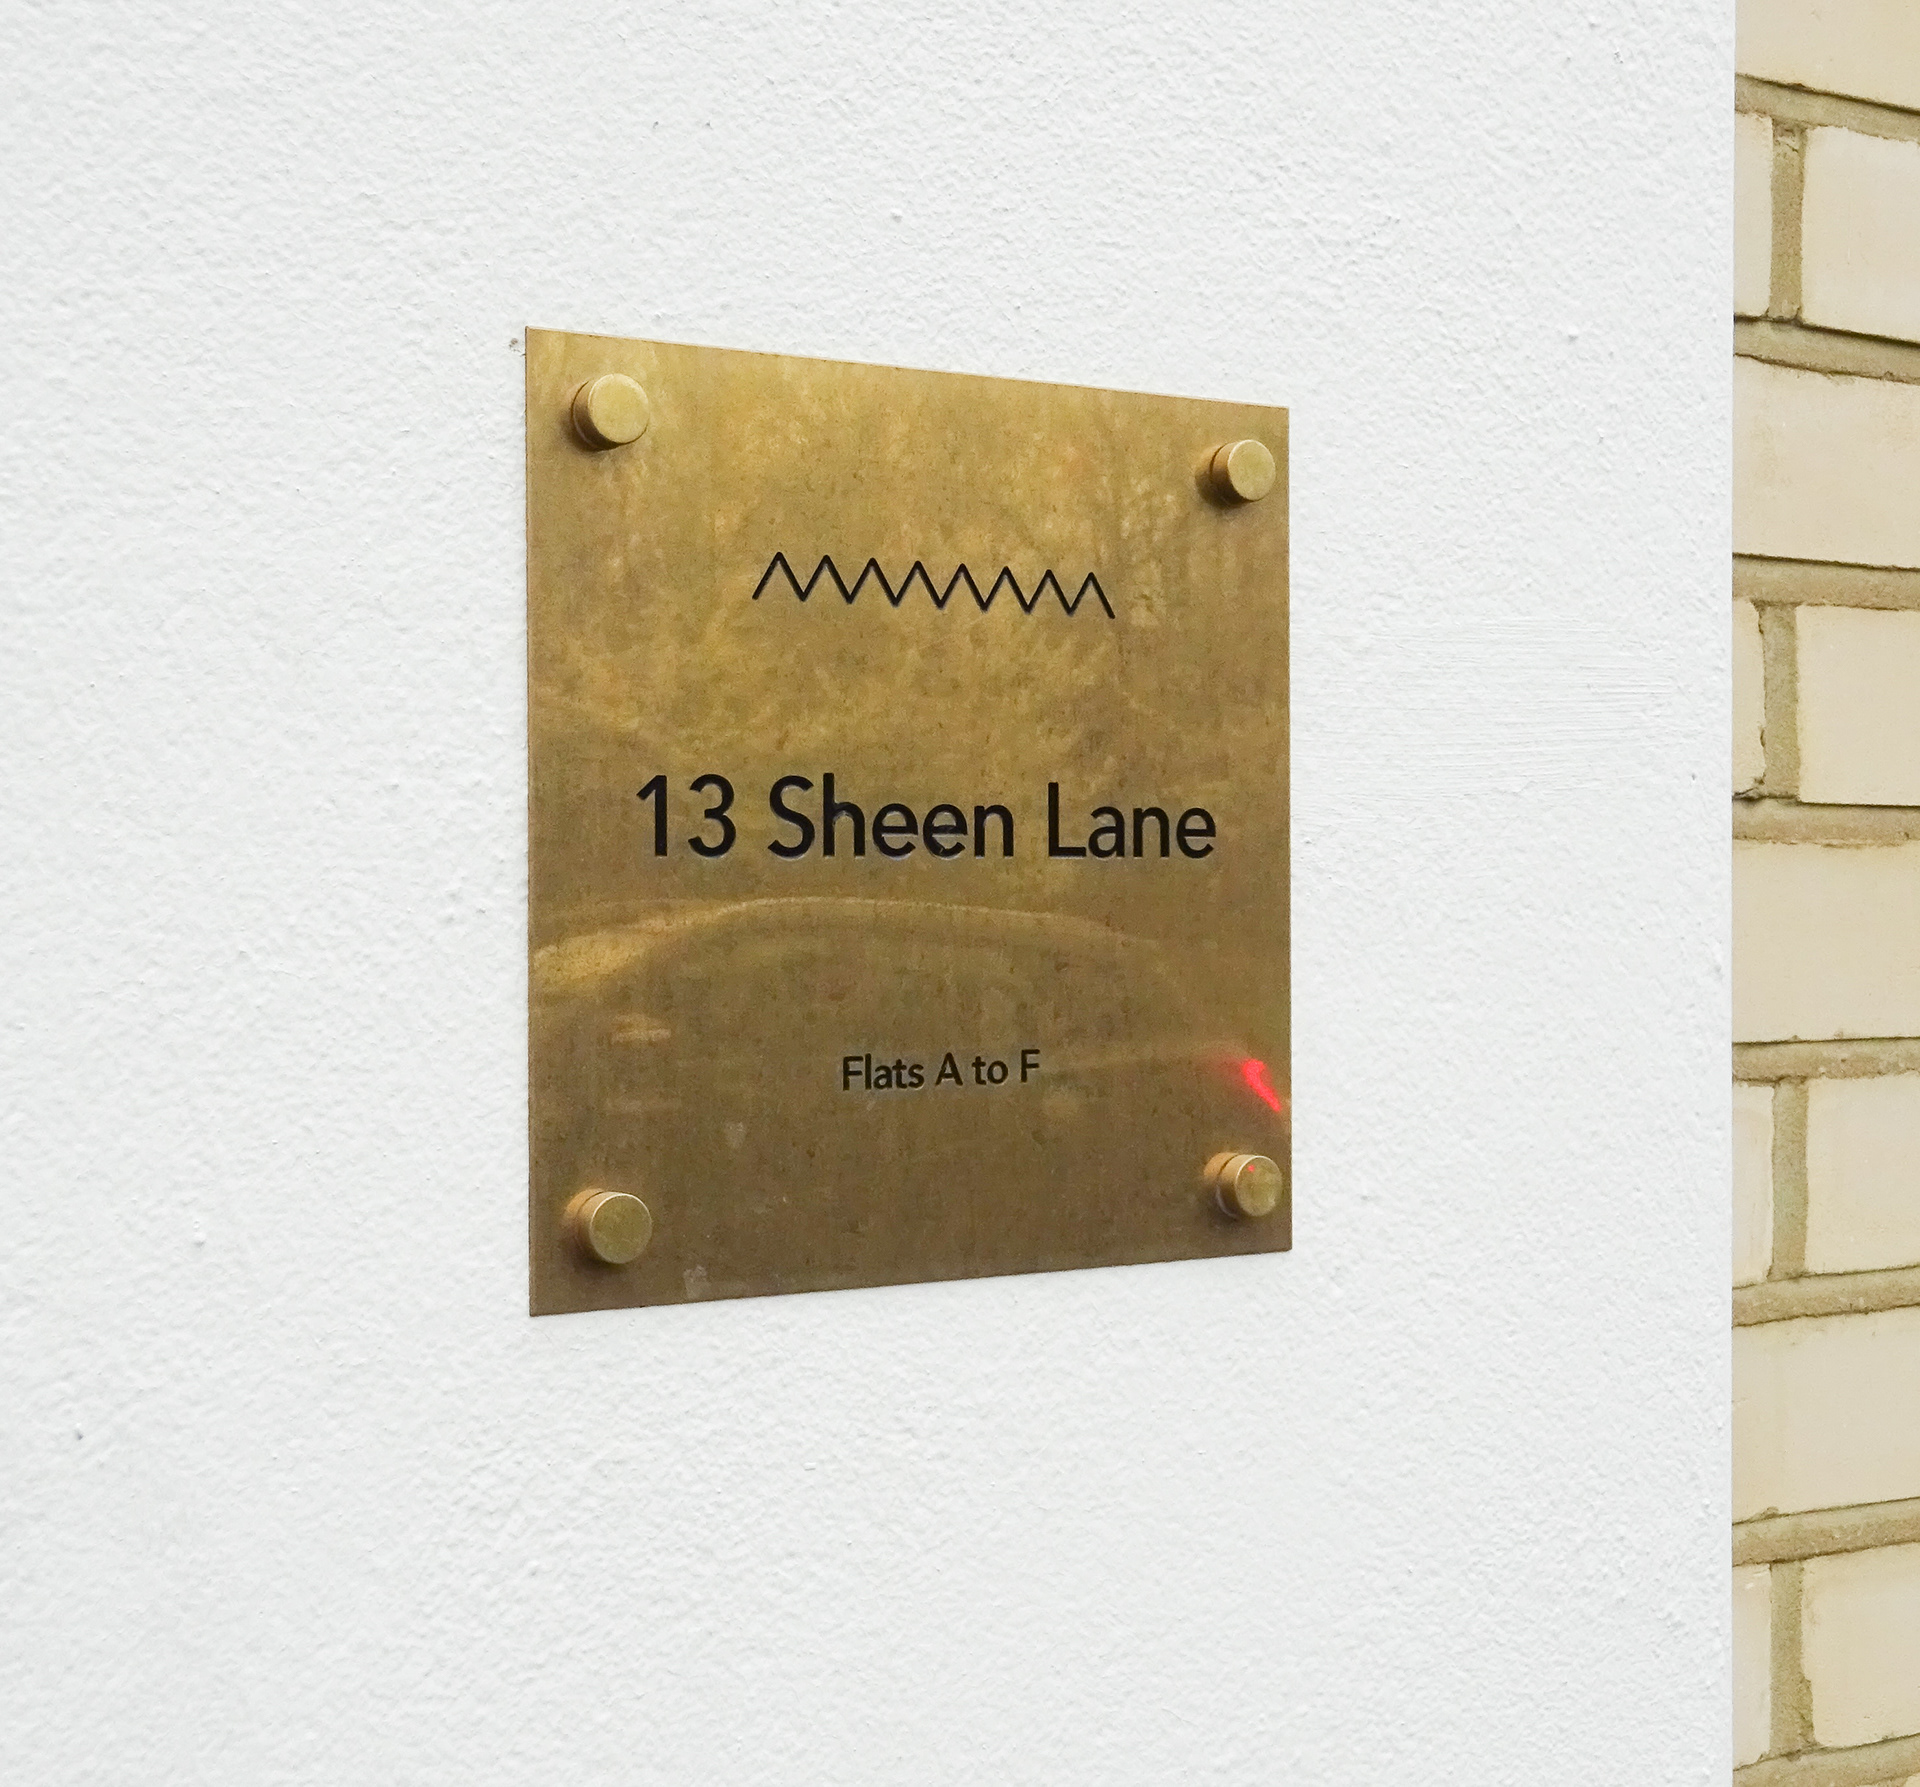 13 Sheen Lane
Flats A to F